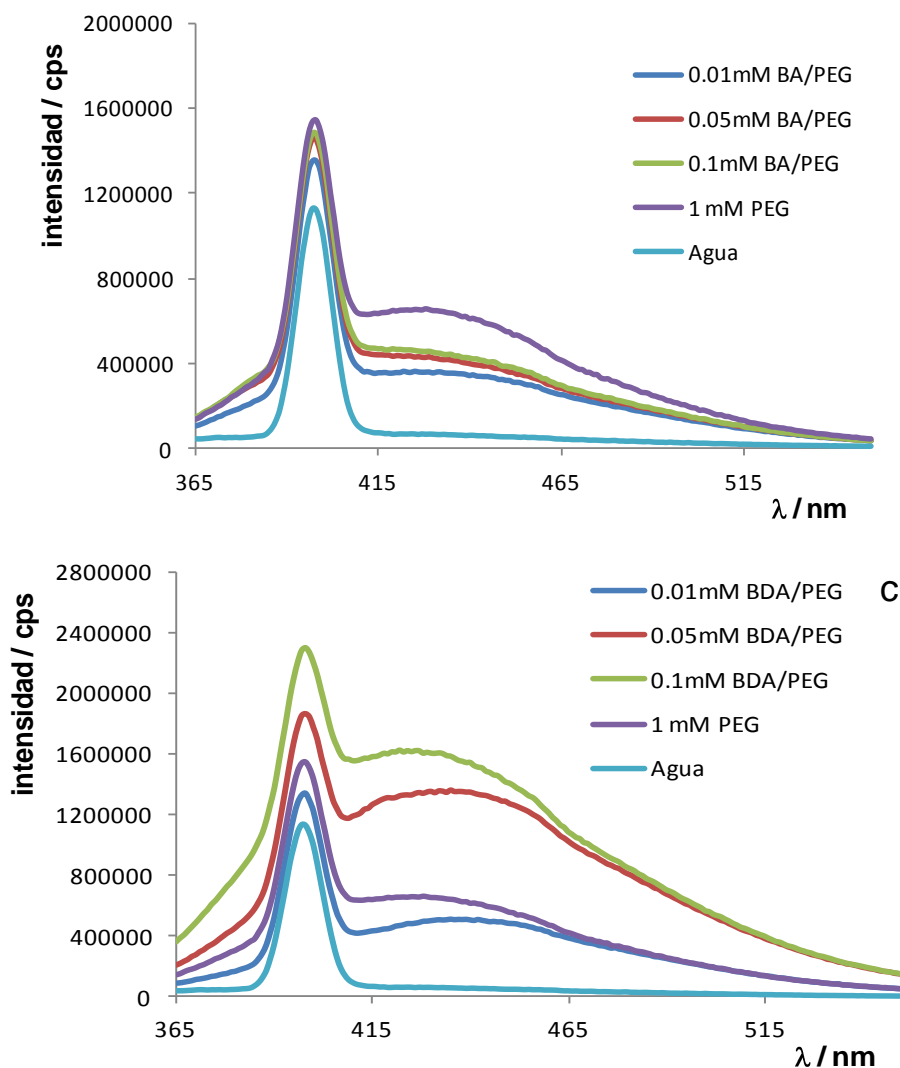 2000000
1600000
1200000
800000
400000
0
intensidad / cps
0.01mM BA/PEG
0.05mM BA/PEG
0.1mM BA/PEG
1 mM PEG
Agua
365 415 465 515
λ / nm
2800000
2400000
2000000
1600000
1200000
800000
400000
0
intensidad / cps
0.01mM BDA/PEG
0.05mM BDA/PEG
0.1mM BDA/PEG
1 mM PEG
Agua
C
365 415 465 515
λ / nm